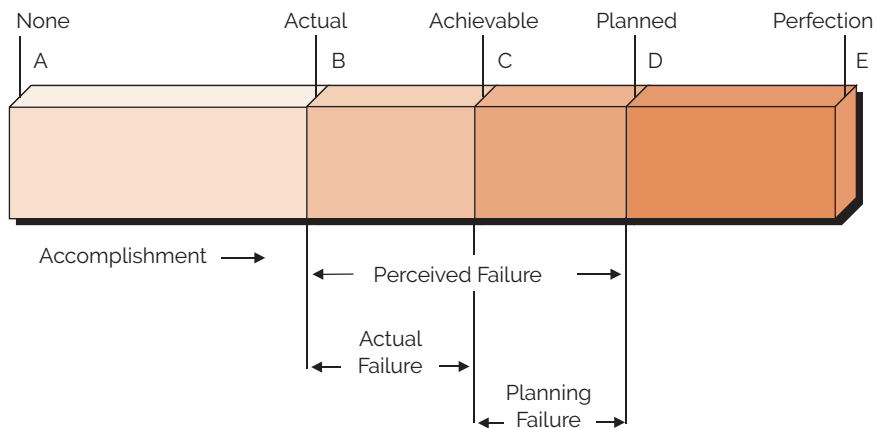 None Actual Achievable Planned Perfection
A B C D E
Accomplishment
Perceived Failure
Actual
Failure
Planning
Failure